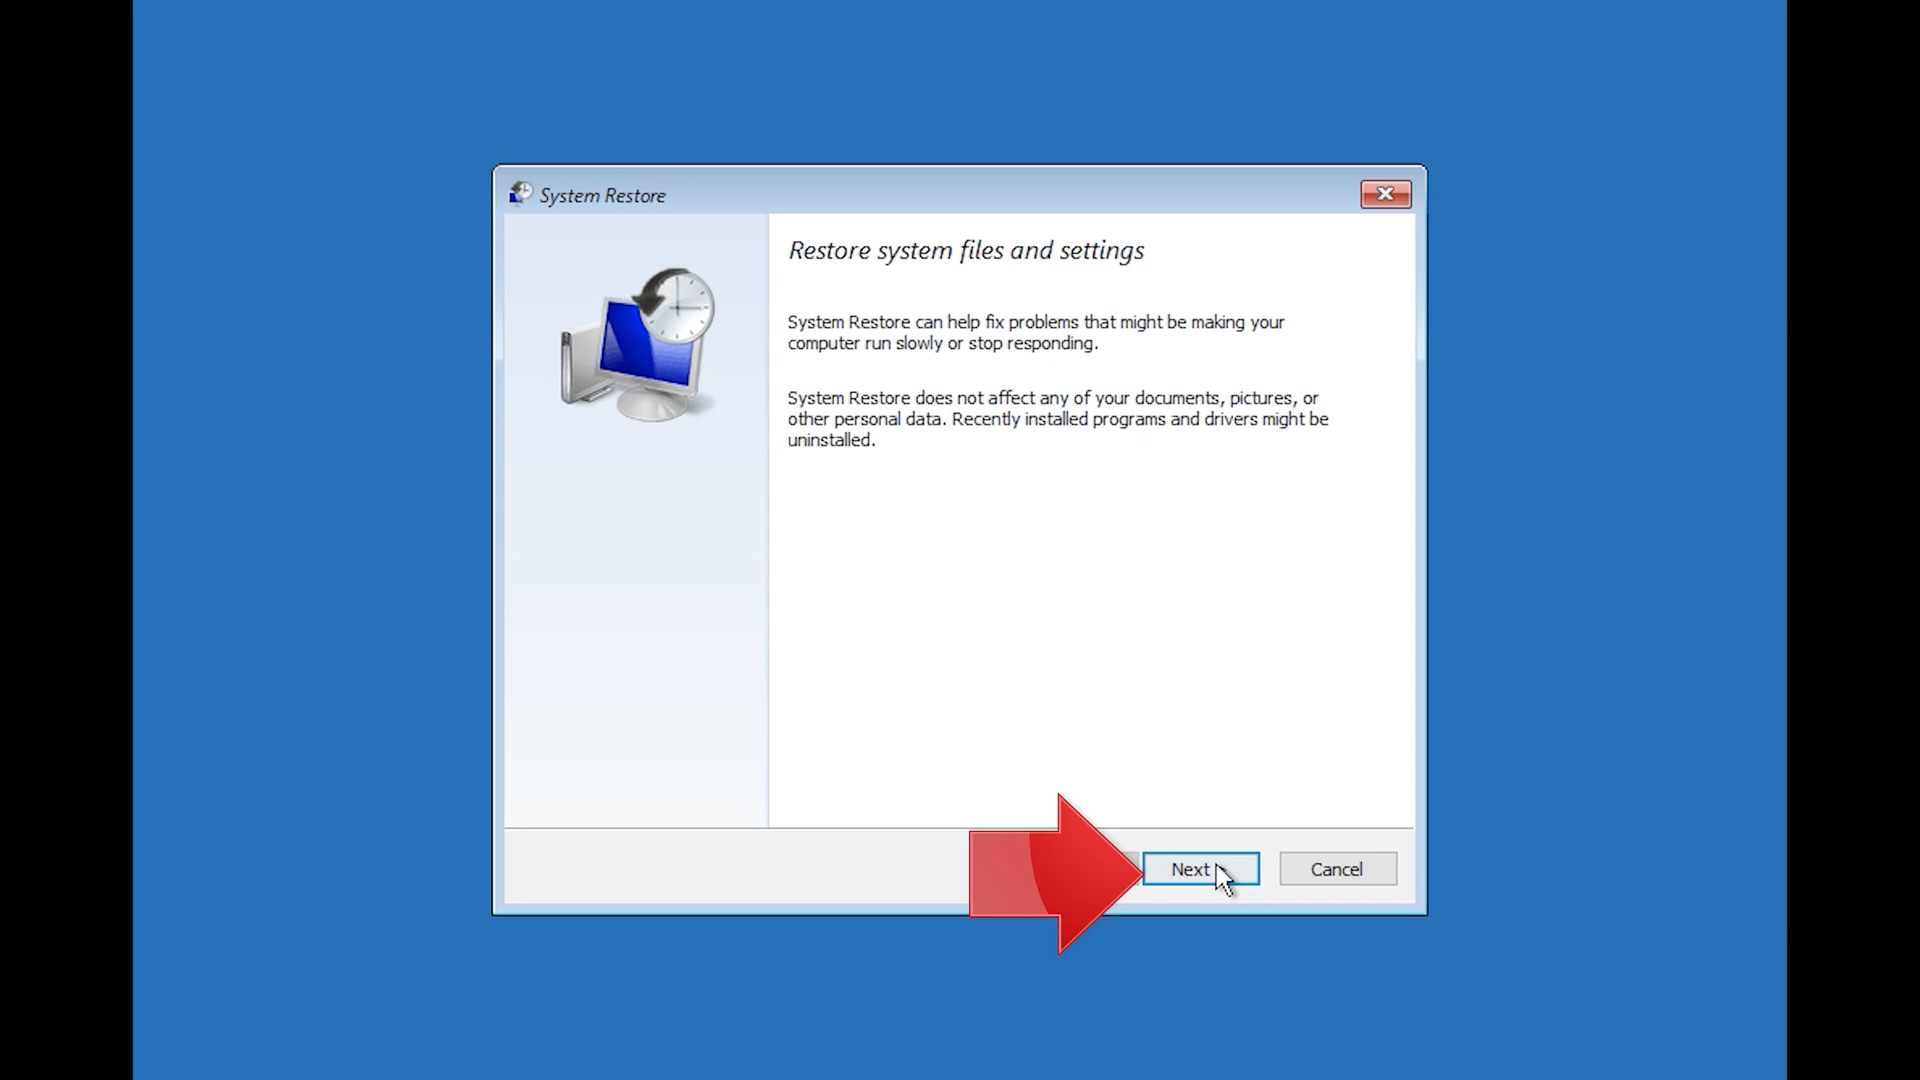 System Restore
Restore system files and settings
System Restore can help fix problems that might be making your
computer run slowly or stop responding.
System Restore does not affect any of your documents, pictures, or
other personal data. Recently installed programs and drivers might be
uninstalled.
Next
Cancel